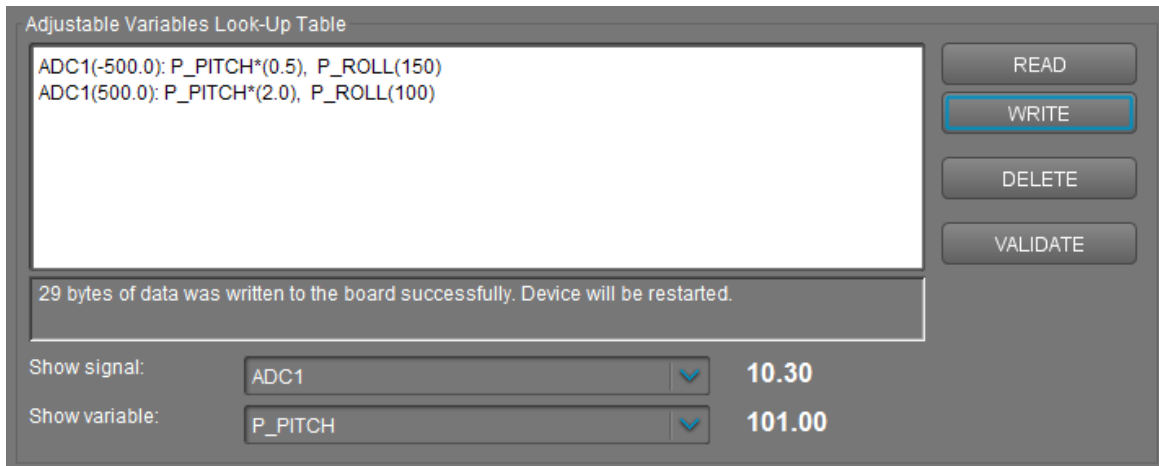 Adjustable Variables Look-Up Table
ADC1(-500.0): P_PITCH*(0.5), P_ROLL(150)
ADC1(500.0): P_PITCH*(2.0), P_ROLL(100)
READ
WRITE
DELETE
VALIDATE
29 bytes of data was written to the board successfully. Device will be restarted.
Show signal: ADC1 10.30
Show variable: P_PITCH 101.00